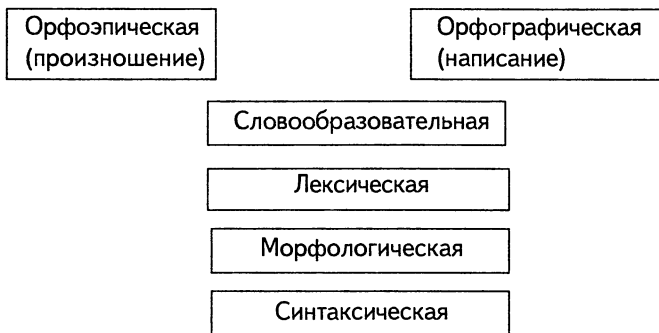 Орфоэпическая
(произношение)
Орфографическая
(написание)
Словообразовательная
Лексическая
Морфологическая
Синтаксическая